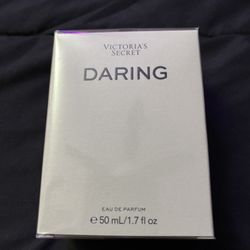 VICTORIA'S
SECRET
DARING
EAU DE PARFUM
℮ 50 mL/1.7 fl oz